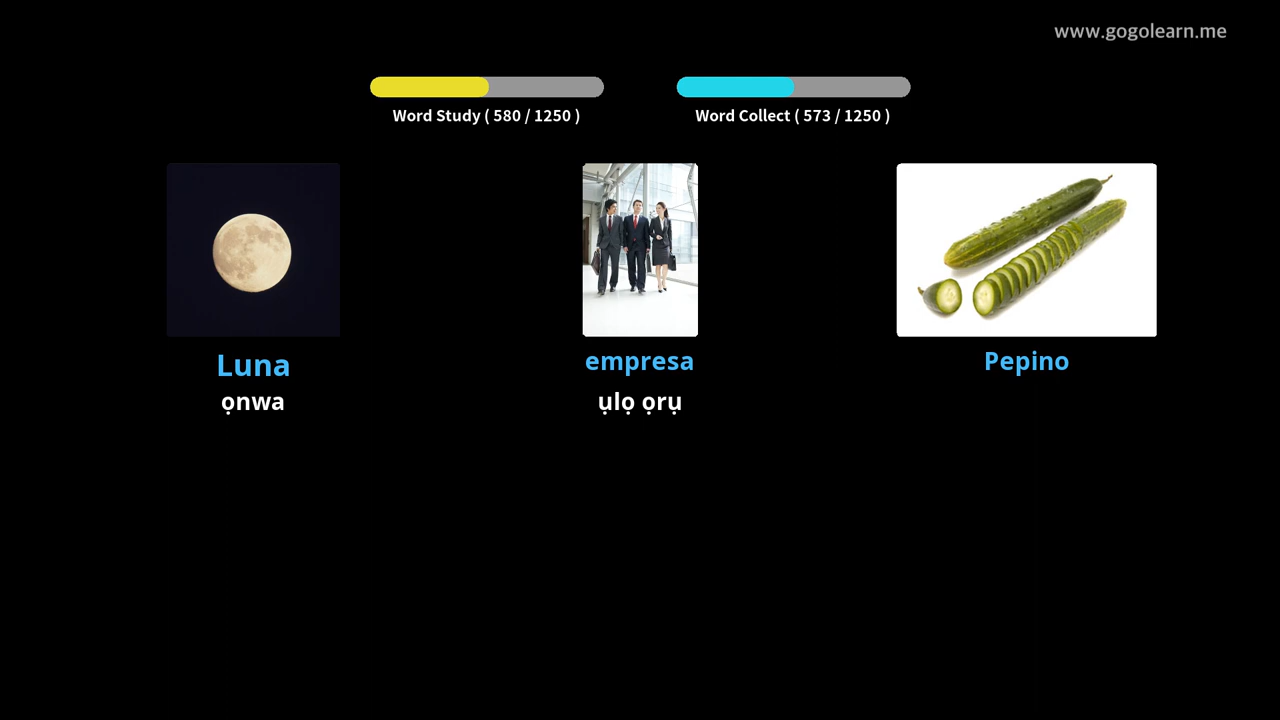 www.gogolearn.me
Word Study ( 580 / 1250 )
Word Collect ( 573 / 1250 )
Luna
empresa
Pepino
ọnwa
ụlọ ọrụ